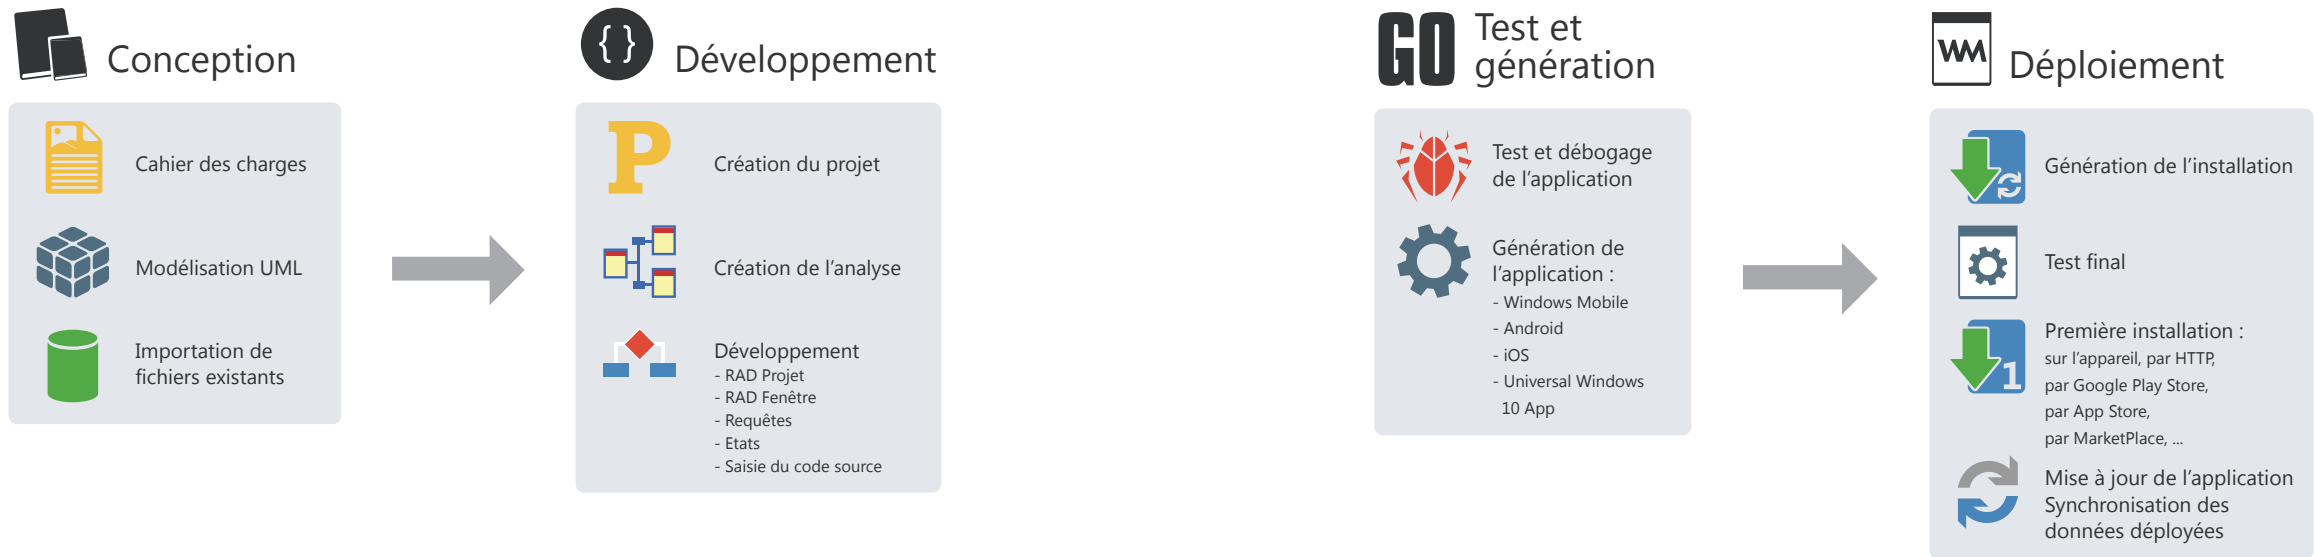 Conception
Cahier des charges
Modélisation UML
Importation de
fichiers existants
{ }
Développement
P
Création du projet
Création de l'analyse
Développement
- RAD Projet
- RAD Fenêtre
- Requêtes
- Etats
- Saisie du code source
GO
Test et
génération
Test et débogage
de l'application
Génération de
l'application :
- Windows Mobile
- Android
- iOS
- Universal Windows
10 App
WM
Déploiement
Génération de l'installation
Test final
1
Première installation :
sur l'appareil, par HTTP,
par Google Play Store,
par App Store,
par MarketPlace, ...
Mise à jour de l'application
Synchronisation des
données déployées